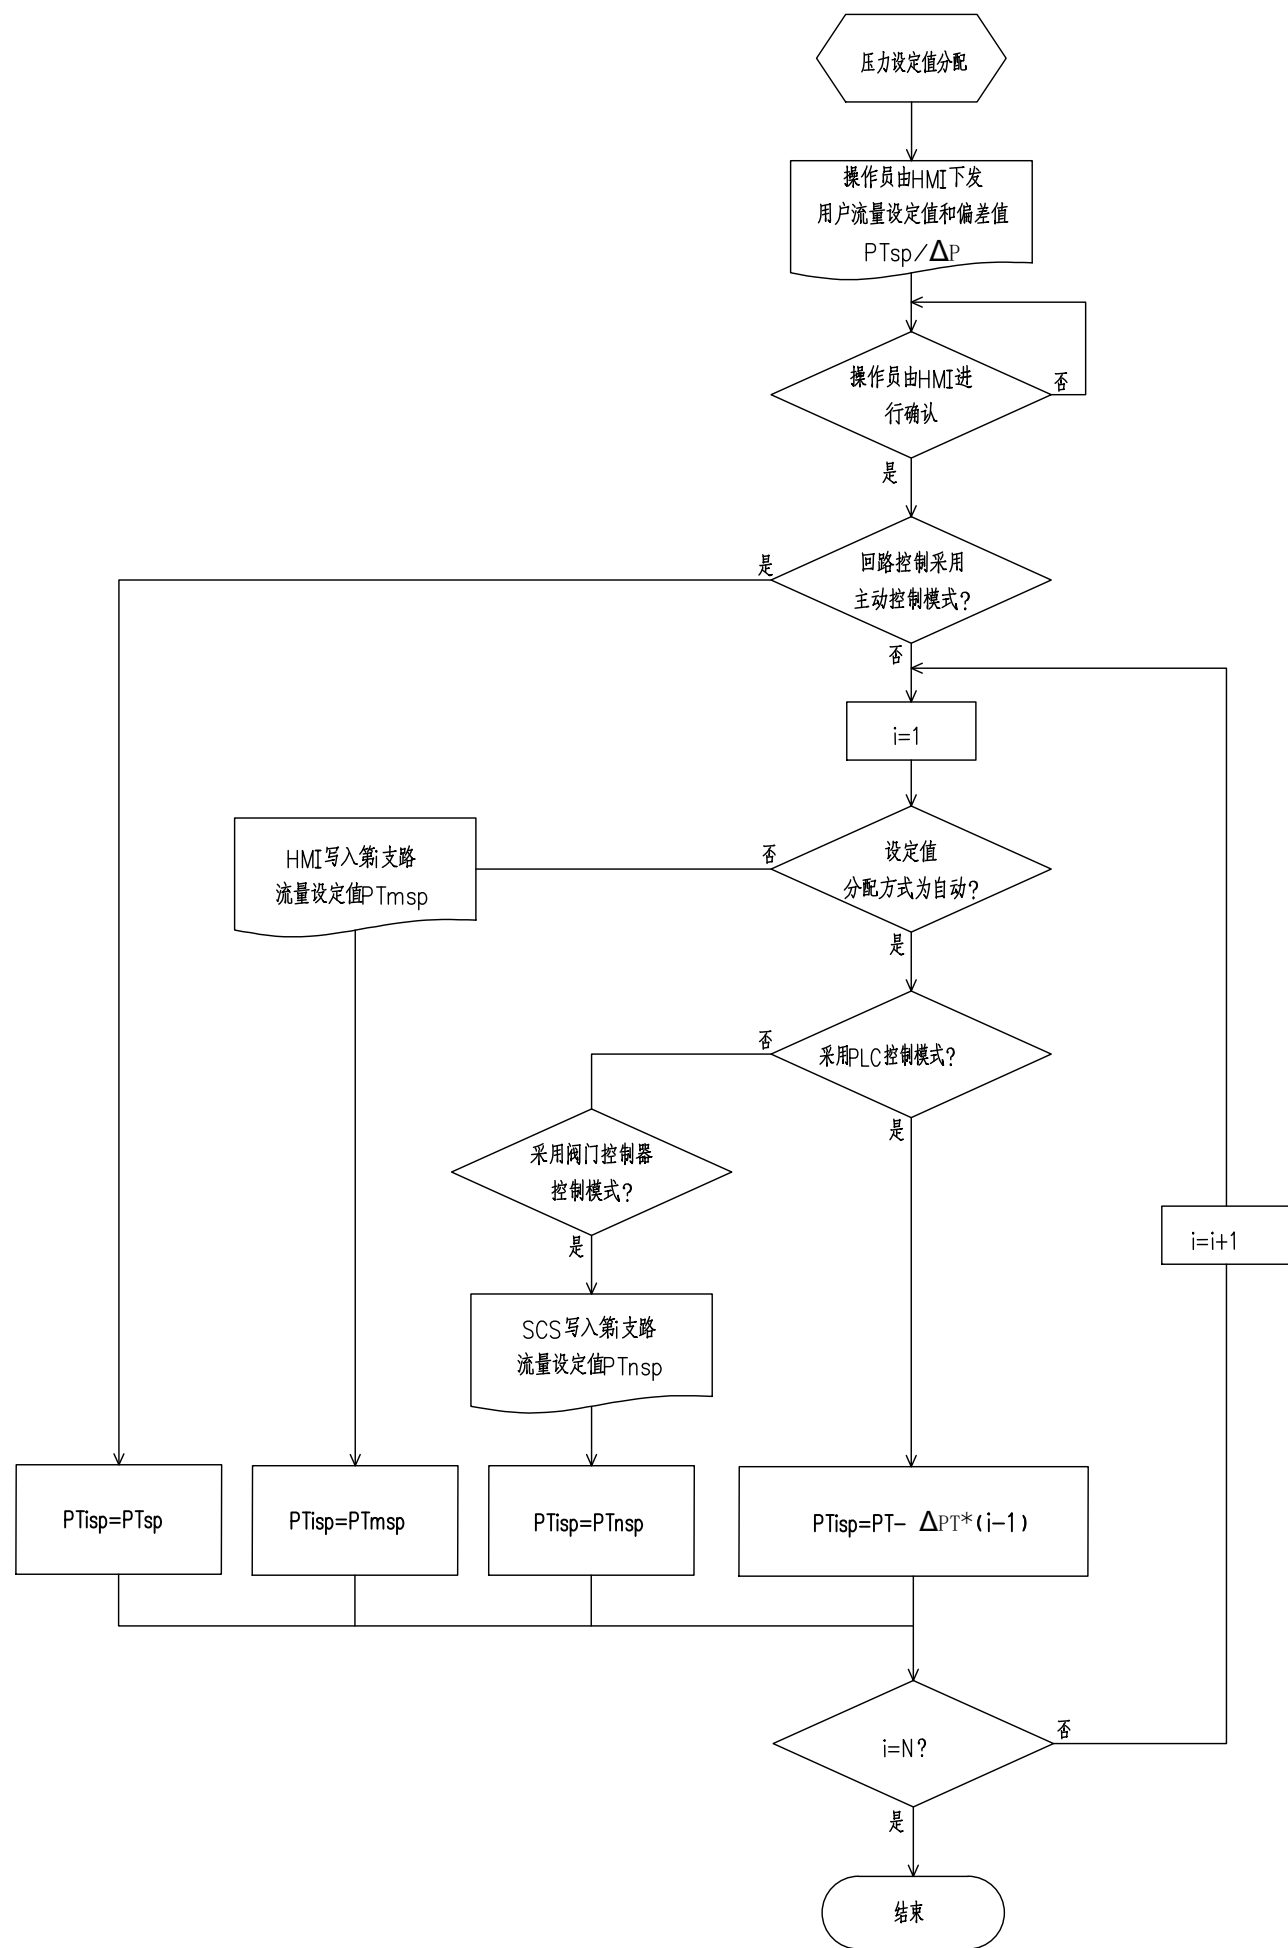 压力设定值分配
操作员由HMI下发
用户流量设定值和偏差值
PTsp/ΔP
操作员由HMI进
行确认
否
是
回路控制采用
主动控制模式?
是
否
i=1
设定值
分配方式为自动?
否
是
HMI写入第i支路
流量设定值PTmsp
采用PLC控制模式?
否
是
采用阀门控制器
控制模式?
是
i=i+1
SCS写入第i支路
流量设定值PTnsp
PTisp=PTsp
PTisp=PTmsp
PTisp=PTnsp
PTisp=PT- ΔPT*(i-1)
i=N?
否
是
结束